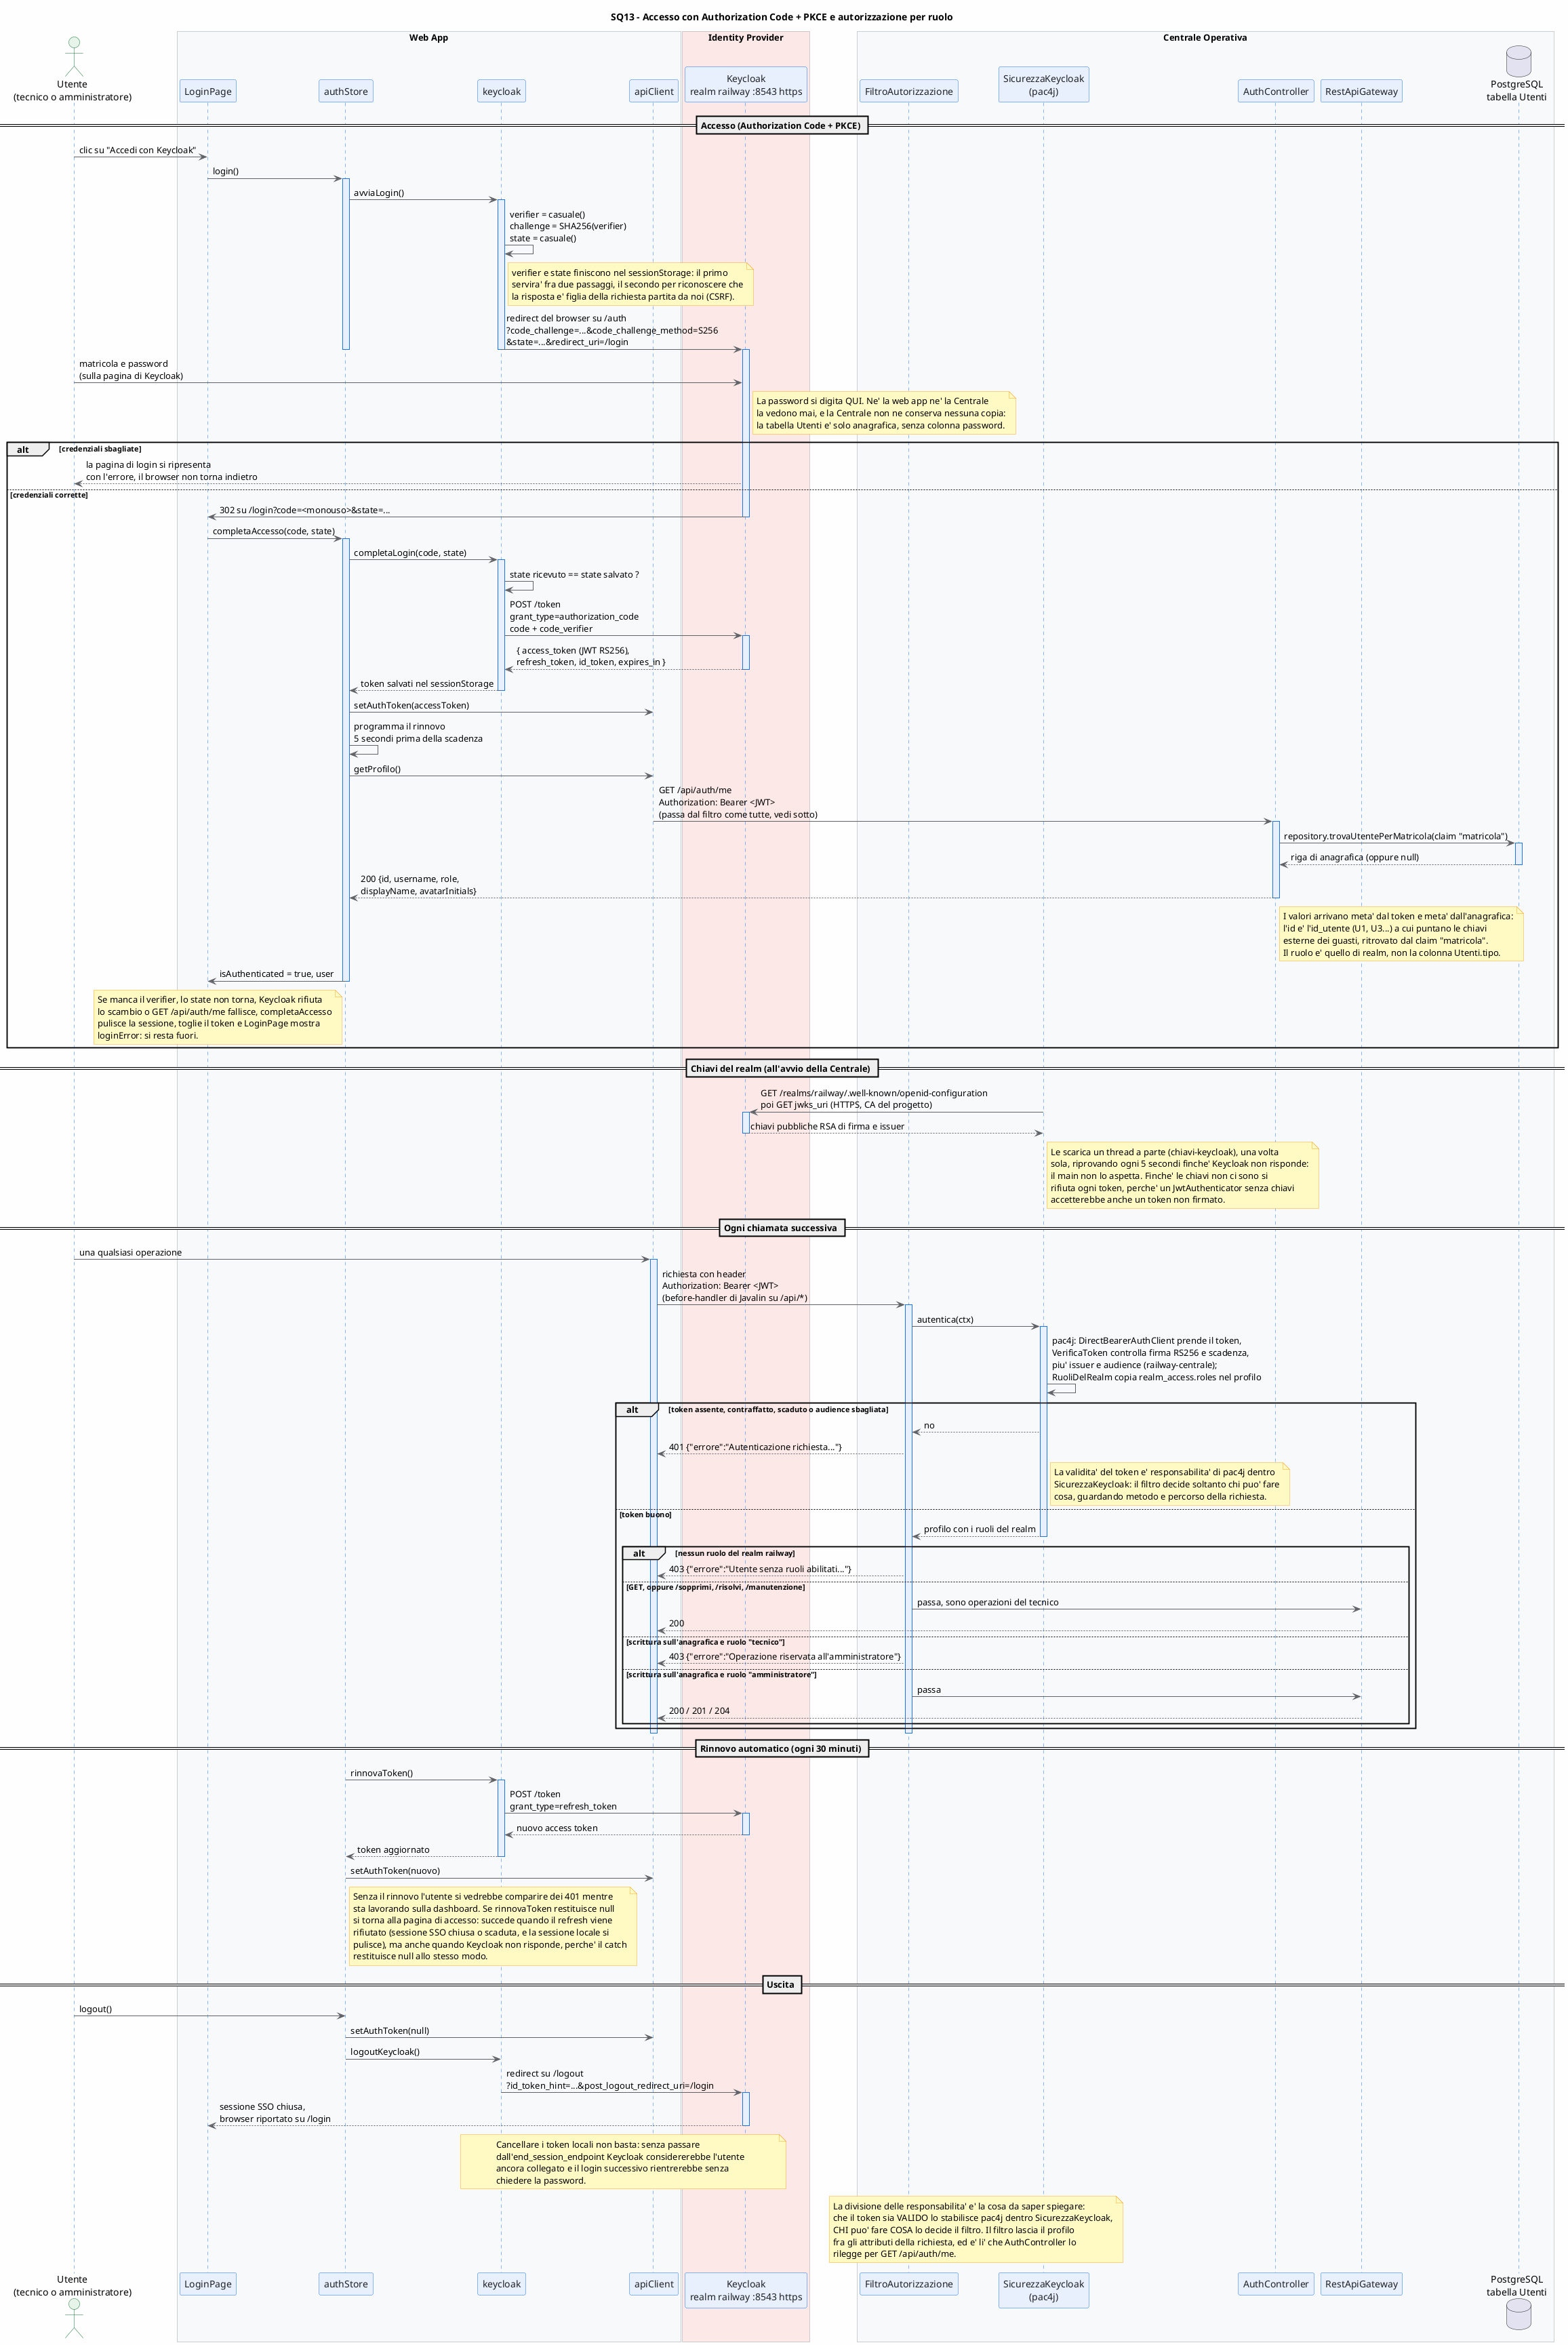 SQ13 - Accesso con Authorization Code + PKCE e autorizzazione per ruolo
Web App
Identity Provider
Centrale Operativa
Utente
(tecnico o amministratore)
LoginPage
authStore
keycloak
apiClient
Keycloak
realm railway :8543 https
FiltroAutorizzazione
SicurezzaKeycloak
(pac4j)
AuthController
RestApiGateway
PostgreSQL
tabella Utenti
Accesso (Authorization Code + PKCE)
clic su "Accedi con Keycloak"
login()
avviaLogin()
verifier = casuale()
challenge = SHA256(verifier)
state = casuale()
verifier e state finiscono nel sessionStorage: il primo
servira' fra due passaggi, il secondo per riconoscere che
la risposta e' figlia della richiesta partita da noi (CSRF).
redirect del browser su /auth
?code_challenge=...&code_challenge_method=S256
&state=...&redirect_uri=/login
matricola e password
(sulla pagina di Keycloak)
La password si digita QUI. Ne' la web app ne' la Centrale
la vedono mai, e la Centrale non ne conserva nessuna copia:
la tabella Utenti e' solo anagrafica, senza colonna password.
alt
[credenziali sbagliate]
la pagina di login si ripresenta
con l'errore, il browser non torna indietro
[credenziali corrette]
302 su /login?code=<monouso>&state=...
completaAccesso(code, state)
completaLogin(code, state)
state ricevuto == state salvato ?
POST /token
grant_type=authorization_code
code + code_verifier
{ access_token (JWT RS256),
refresh_token, id_token, expires_in }
token salvati nel sessionStorage
setAuthToken(accessToken)
programma il rinnovo
5 secondi prima della scadenza
getProfilo()
GET /api/auth/me
Authorization: Bearer <JWT>
(passa dal filtro come tutte, vedi sotto)
repository.trovaUtentePerMatricola(claim "matricola")
riga di anagrafica (oppure null)
200 {id, username, role,
displayName, avatarInitials}
I valori arrivano meta' dal token e meta' dall'anagrafica:
l'id e' l'id_utente (U1, U3...) a cui puntano le chiavi
esterne dei guasti, ritrovato dal claim "matricola".
Il ruolo e' quello di realm, non la colonna Utenti.tipo.
isAuthenticated = true, user
Se manca il verifier, lo state non torna, Keycloak rifiuta
lo scambio o GET /api/auth/me fallisce, completaAccesso
pulisce la sessione, toglie il token e LoginPage mostra
loginError: si resta fuori.
Chiavi del realm (all'avvio della Centrale)
GET /realms/railway/.well-known/openid-configuration
poi GET jwks_uri (HTTPS, CA del progetto)
chiavi pubbliche RSA di firma e issuer
Le scarica un thread a parte (chiavi-keycloak), una volta
sola, riprovando ogni 5 secondi finche' Keycloak non risponde:
il main non lo aspetta. Finche' le chiavi non ci sono si
rifiuta ogni token, perche' un JwtAuthenticator senza chiavi
accetterebbe anche un token non firmato.
Ogni chiamata successiva
una qualsiasi operazione
richiesta con header
Authorization: Bearer <JWT>
(before-handler di Javalin su /api/*)
autentica(ctx)
pac4j: DirectBearerAuthClient prende il token,
VerificaToken controlla firma RS256 e scadenza,
piu' issuer e audience (railway-centrale);
RuoliDelRealm copia realm_access.roles nel profilo
alt
[token assente, contraffatto, scaduto o audience sbagliata]
no
401 {"errore":"Autenticazione richiesta..."}
La validita' del token e' responsabilita' di pac4j dentro
SicurezzaKeycloak: il filtro decide soltanto chi puo' fare
cosa, guardando metodo e percorso della richiesta.
[token buono]
profilo con i ruoli del realm
alt
[nessun ruolo del realm railway]
403 {"errore":"Utente senza ruoli abilitati..."}
[GET, oppure /sopprimi, /risolvi, /manutenzione]
passa, sono operazioni del tecnico
200
[scrittura sull'anagrafica e ruolo "tecnico"]
403 {"errore":"Operazione riservata all'amministratore"}
[scrittura sull'anagrafica e ruolo "amministratore"]
passa
200 / 201 / 204
Rinnovo automatico (ogni 30 minuti)
rinnovaToken()
POST /token
grant_type=refresh_token
nuovo access token
token aggiornato
setAuthToken(nuovo)
Senza il rinnovo l'utente si vedrebbe comparire dei 401 mentre
sta lavorando sulla dashboard. Se rinnovaToken restituisce null
si torna alla pagina di accesso: succede quando il refresh viene
rifiutato (sessione SSO chiusa o scaduta, e la sessione locale si
pulisce), ma anche quando Keycloak non risponde, perche' il catch
restituisce null allo stesso modo.
Uscita
logout()
setAuthToken(null)
logoutKeycloak()
redirect su /logout
?id_token_hint=...&post_logout_redirect_uri=/login
sessione SSO chiusa,
browser riportato su /login
Cancellare i token locali non basta: senza passare
dall'end_session_endpoint Keycloak considererebbe l'utente
ancora collegato e il login successivo rientrerebbe senza
chiedere la password.
La divisione delle responsabilita' e' la cosa da saper spiegare:
che il token sia VALIDO lo stabilisce pac4j dentro SicurezzaKeycloak,
CHI puo' fare COSA lo decide il filtro. Il filtro lascia il profilo
fra gli attributi della richiesta, ed e' li' che AuthController lo
rilegge per GET /api/auth/me.
Utente
(tecnico o amministratore)
LoginPage
authStore
keycloak
apiClient
Keycloak
realm railway :8543 https
FiltroAutorizzazione
SicurezzaKeycloak
(pac4j)
AuthController
RestApiGateway
PostgreSQL
tabella Utenti